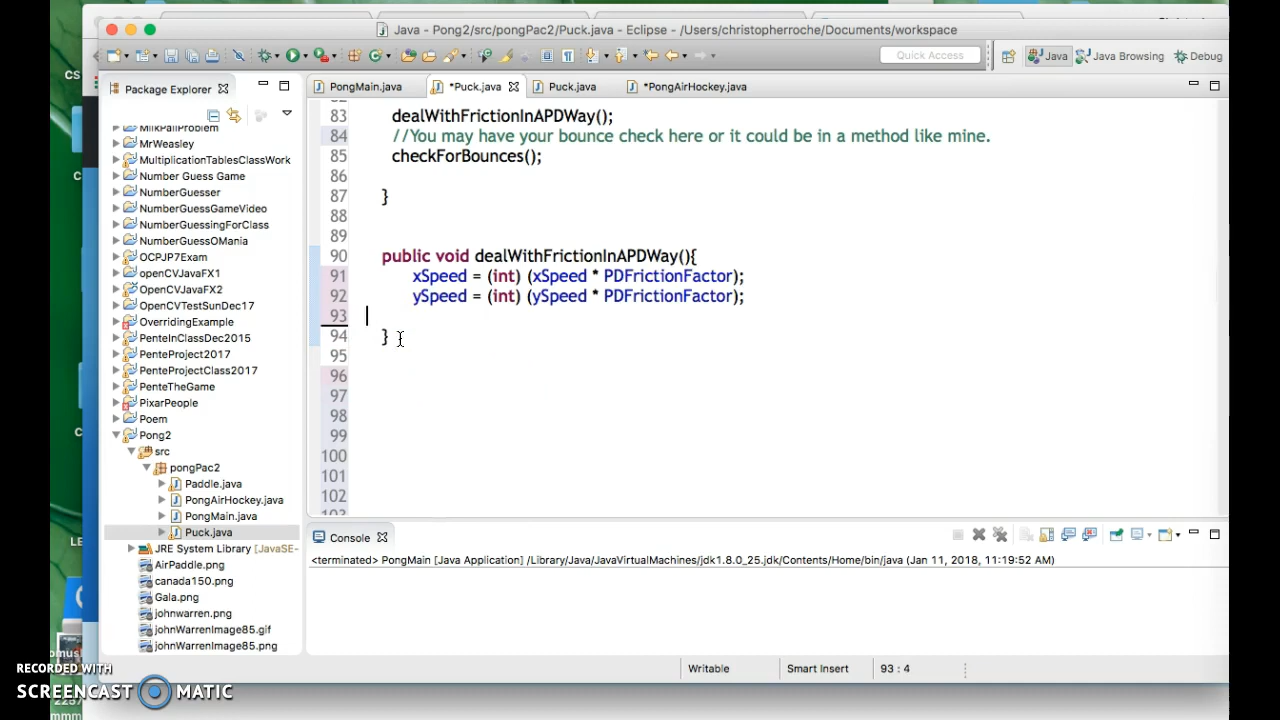 Java - Pong2/src/pongPac2/Puck.java - Eclipse - /Users/christopherroche/Documents/workspace
Quick Access
Java
Java Browsing
Debug
Package Explorer
PongMain.java
*Puck.java
Puck.java
*PongAirHockey.java
MilkPailProblem
MrWeasley
MultiplicationTablesClassWork
Number Guess Game
NumberGuesser
NumberGuessGameVideo
NumberGuessingForClass
NumberGuessOMania
OCPJP7Exam
openCVJavaFX1
OpenCVJavaFX2
OpenCVTestSunDec17
OverridingExample
PenteInClassDec2015
PenteProject2017
PenteProjectClass2017
PenteTheGame
PixarPeople
Poem
Pong2
src
pongPac2
Paddle.java
PongAirHockey.java
PongMain.java
Puck.java
JRE System Library [JavaSE-
AirPaddle.png
canada150.png
Gala.png
johnwarren.png
johnWarrenImage85.gif
johnWarrenImage85.png
83 dealWithFrictionInAPDWay();
84 //You may have your bounce check here or it could be in a method like mine.
85 checkForBounces();
86
87 }
88
89
90 public void dealWithFrictionInAPDWay(){
91 xSpeed = (int) (xSpeed * PDFrictionFactor);
92 ySpeed = (int) (ySpeed * PDFrictionFactor);
93
94 }
95
96
97
98
99
100
101
102
Console
<terminated> PongMain [Java Application] /Library/Java/JavaVirtualMachines/jdk1.8.0_25.jdk/Contents/Home/bin/java (Jan 11, 2018, 11:19:52 AM)
Writable
Smart Insert
93 : 4
CS
RECORDED WITH
SCREENCAST MATIC